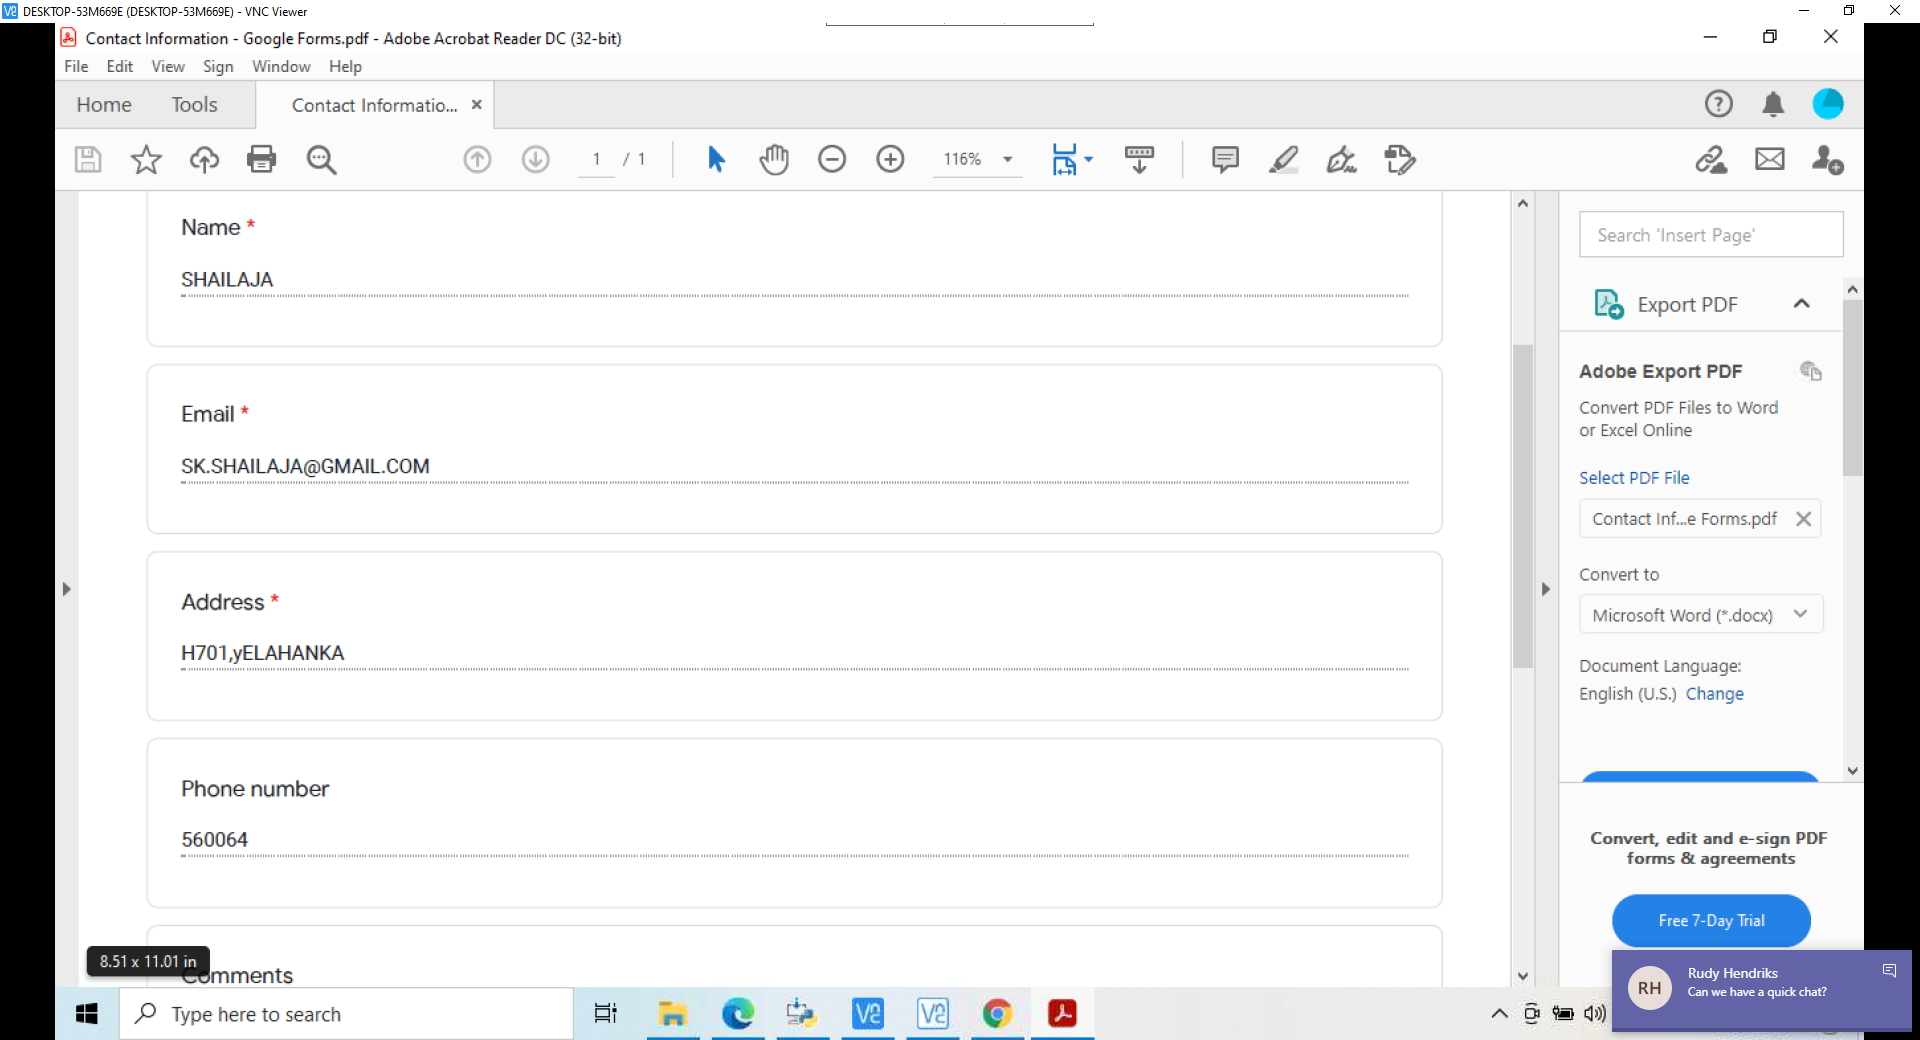 DESKTOP-53M669E (DESKTOP-53M669E) - VNC Viewer
Contact Information - Google Forms.pdf - Adobe Acrobat Reader DC (32-bit)
File Edit View Sign Window Help
Home Tools Contact Informatio...
1 / 1 116%
Name *
SHAILAJA
Email *
SK.SHAILAJA@GMAIL.COM
Address *
H701,yELAHANKA
Phone number
560064
Comments
8.51 x 11.01 in
Search 'Insert Page'
Export PDF
Adobe Export PDF
Convert PDF Files to Word
or Excel Online
Select PDF File
Contact Inf...e Forms.pdf
Convert to
Microsoft Word (*.docx)
Document Language:
English (U.S.) Change
Convert, edit and e-sign PDF
forms & agreements
Free 7-Day Trial
RH
Rudy Hendriks
Can we have a quick chat?
Type here to search